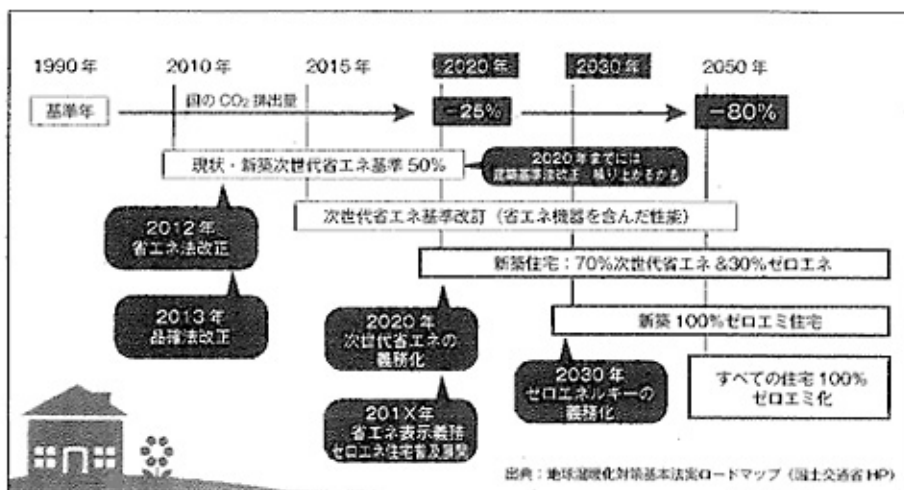 1990年
2010年
2015年
2020年
2030年
2050年
基準年
国のCO₂排出量
-25%
-80%
現状・新築次世代省エネ基準50%
2020年までには
建築基準法改正
次世代省エネ基準改訂（省エネ機器を含んだ性能）
2012年
省エネ法改正
新築住宅：70%次世代省エネ&30%ゼロエネ
2013年
品確法改正
2020年
次世代省エネの
義務化
新築100%ゼロエミ住宅
2030年
ゼロエネルギーの
義務化
すべての住宅100%
ゼロエミ化
201X年
省エネ表示義務
ゼロエネ住宅普及展開
出典：地球温暖化対策基本法案ロードマップ（国土交通省HP）